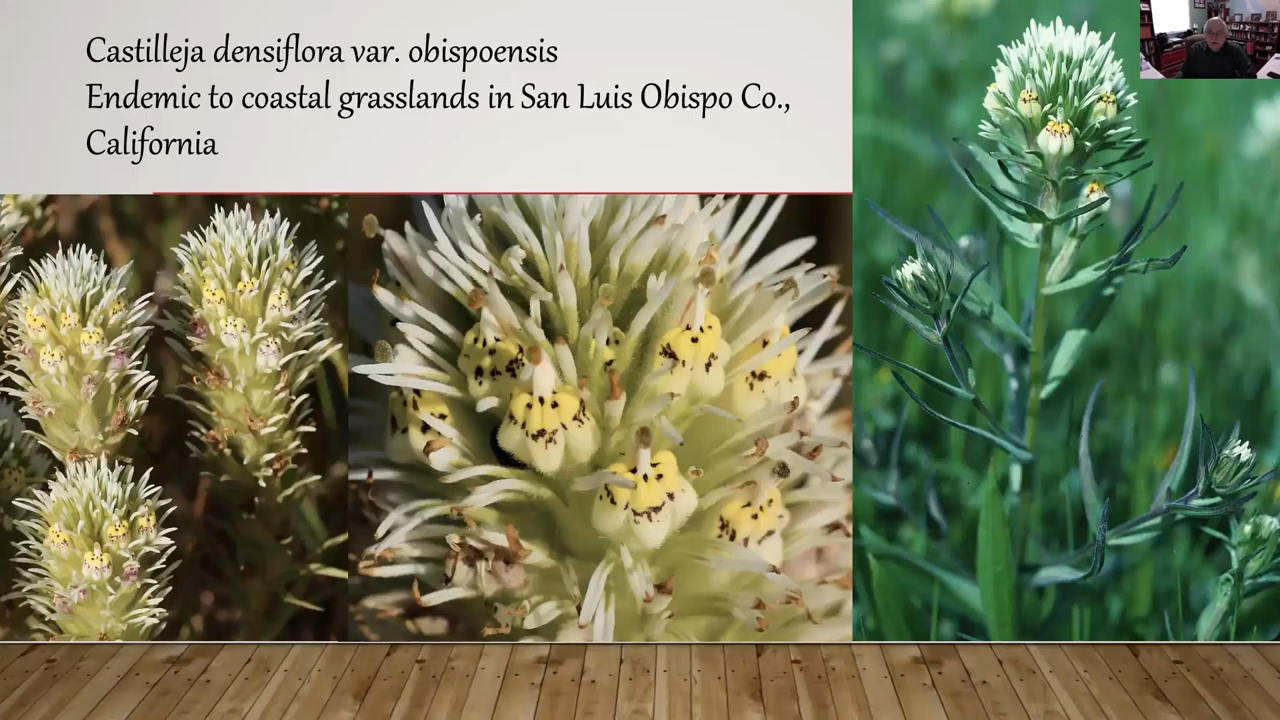 Castilleja densiflora var. obispoensis
Endemic to coastal grasslands in San Luis Obispo Co.,
California